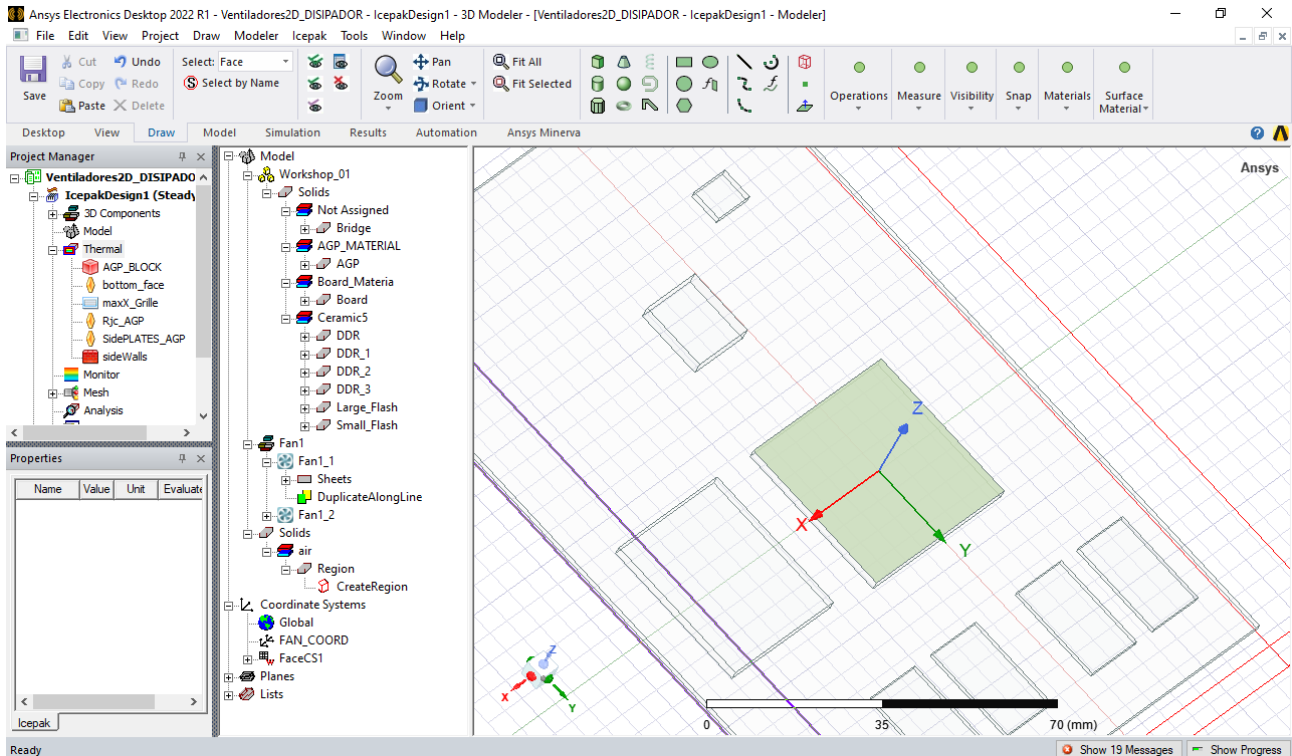 Ansys Electronics Desktop 2022 R1 - Ventiladores2D_DISIPADOR - IcepakDesign1 - 3D Modeler - [Ventiladores2D_DISIPADOR - IcepakDesign1 - Modeler]
File Edit View Project Draw Modeler Icepak Tools Window Help
Save
Cut Undo
Copy Redo
Paste Delete
Select: Face
Select by Name
Zoom
Pan
Rotate
Orient
Fit All
Fit Selected
Operations Measure Visibility Snap Materials Surface Material
Desktop View Draw Model Simulation Results Automation Ansys Minerva
Project Manager
Ventiladores2D_DISIPADO
IcepakDesign1 (Steady
3D Components
Model
Thermal
AGP_BLOCK
bottom_face
maxX_Grille
Rjc_AGP
SidePLATES_AGP
sideWalls
Monitor
Mesh
Analysis
Properties
Name Value Unit Evaluate
Icepak
Model
Workshop_01
Solids
Not Assigned
Bridge
AGP_MATERIAL
AGP
Board_Materia
Board
Ceramic5
DDR
DDR_1
DDR_2
DDR_3
Large_Flash
Small_Flash
Fan1
Fan1_1
Sheets
DuplicateAlongLine
Fan1_2
Solids
air
Region
CreateRegion
Coordinate Systems
Global
FAN_COORD
FaceCS1
Planes
Lists
Ansys
Z
X
Y
Z
X
Y
0 35 70 (mm)
Ready
Show 19 Messages Show Progress